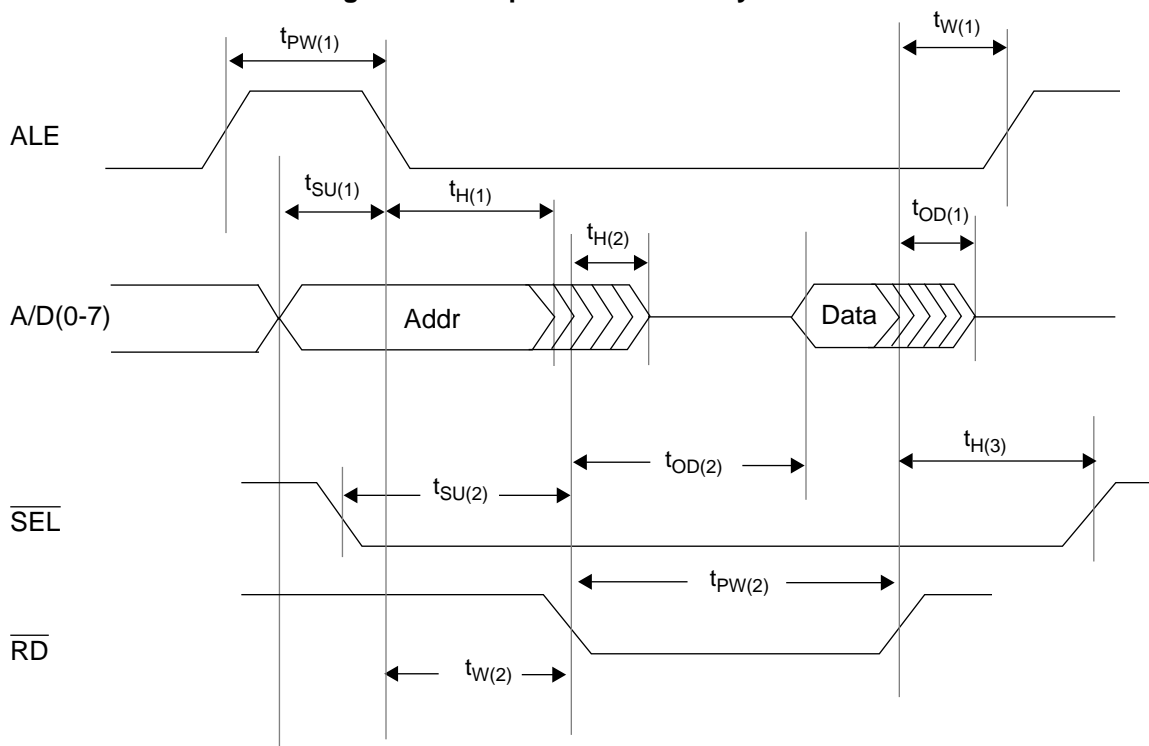 tPW(1)
tW(1)
ALE
tSU(1)
tH(1)
tOD(1)
tH(2)
A/D(0-7)
Addr
Data
tH(3)
tOD(2)
tSU(2)
SEL
tPW(2)
RD
tW(2)